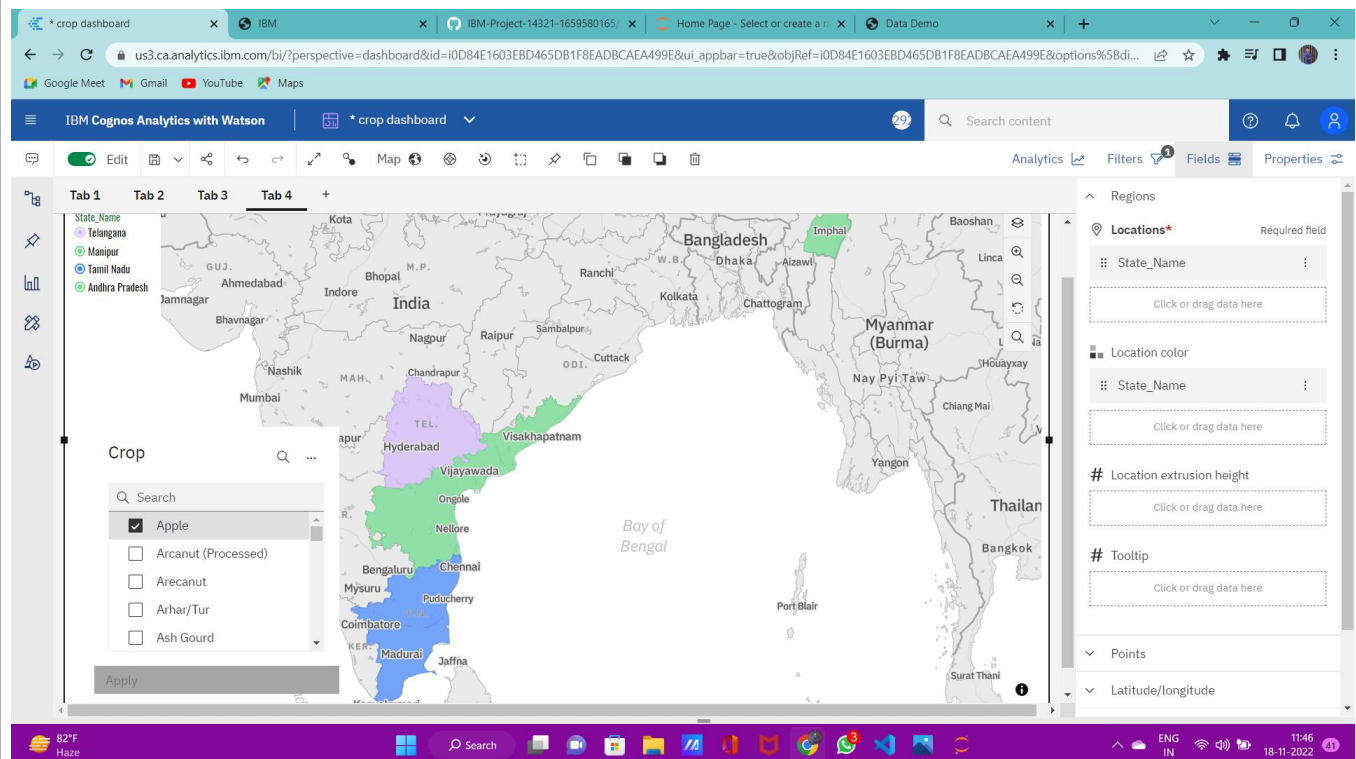 * crop dashboard
IBM
IBM-Project-14321-1659580165/
Home Page - Select or create a n
Data Demo
us3.ca.analytics.ibm.com/bi/?perspective=dashboard&id=i0D84E1603EBD465DB1F8EADBCAEA499E&ui_appbar=true&objRef=i0D84E1603EBD465DB1F8EADBCAEA499E&options%5Bdi...
Google Meet Gmail YouTube Maps
IBM Cognos Analytics with Watson
* crop dashboard
Search content
Edit
Map
Analytics
Filters 1
Fields
Properties
Tab 1 Tab 2 Tab 3 Tab 4 +
State_Name
Telangana
Manipur
Tamil Nadu
Andhra Pradesh
Kota
Imphal
Baoshan
Bangladesh
W.B.
Dhaka
Aizawl
Linca
GUJ.
M.P.
Bhopal
Ranchi
Ahmedabad
Indore
Jamnagar
India
Kolkata
Chattogram
Bhavnagar
Nagpur
Raipur
Sambalpur
Myanmar
(Burma)
ODI.
Cuttack
Houayxay
Nashik
MAH.
Chandrapur
Nay Pyi Taw
Mumbai
Chiang Mai
TEL.
Visakhapatnam
apur
Hyderabad
Vijayawada
Yangon
Ongole
Thailan
Nellore
Bay of
Bengal
Bangkok
Bengaluru
Chennai
Mysuru
Puducherry
Port Blair
Coimbatore
KER.
Madurai
Jaffna
Surat Thani
Crop
Search
Apple
Arcanut (Processed)
Arecanut
Arhar/Tur
Ash Gourd
Apply
Regions
Locations* Required field
State_Name
Click or drag data here
Location color
State_Name
Click or drag data here
# Location extrusion height
Click or drag data here
# Tooltip
Click or drag data here
Points
Latitude/longitude
82°F
Haze
Search
3
ENG
IN
11:46
18-11-2022
41